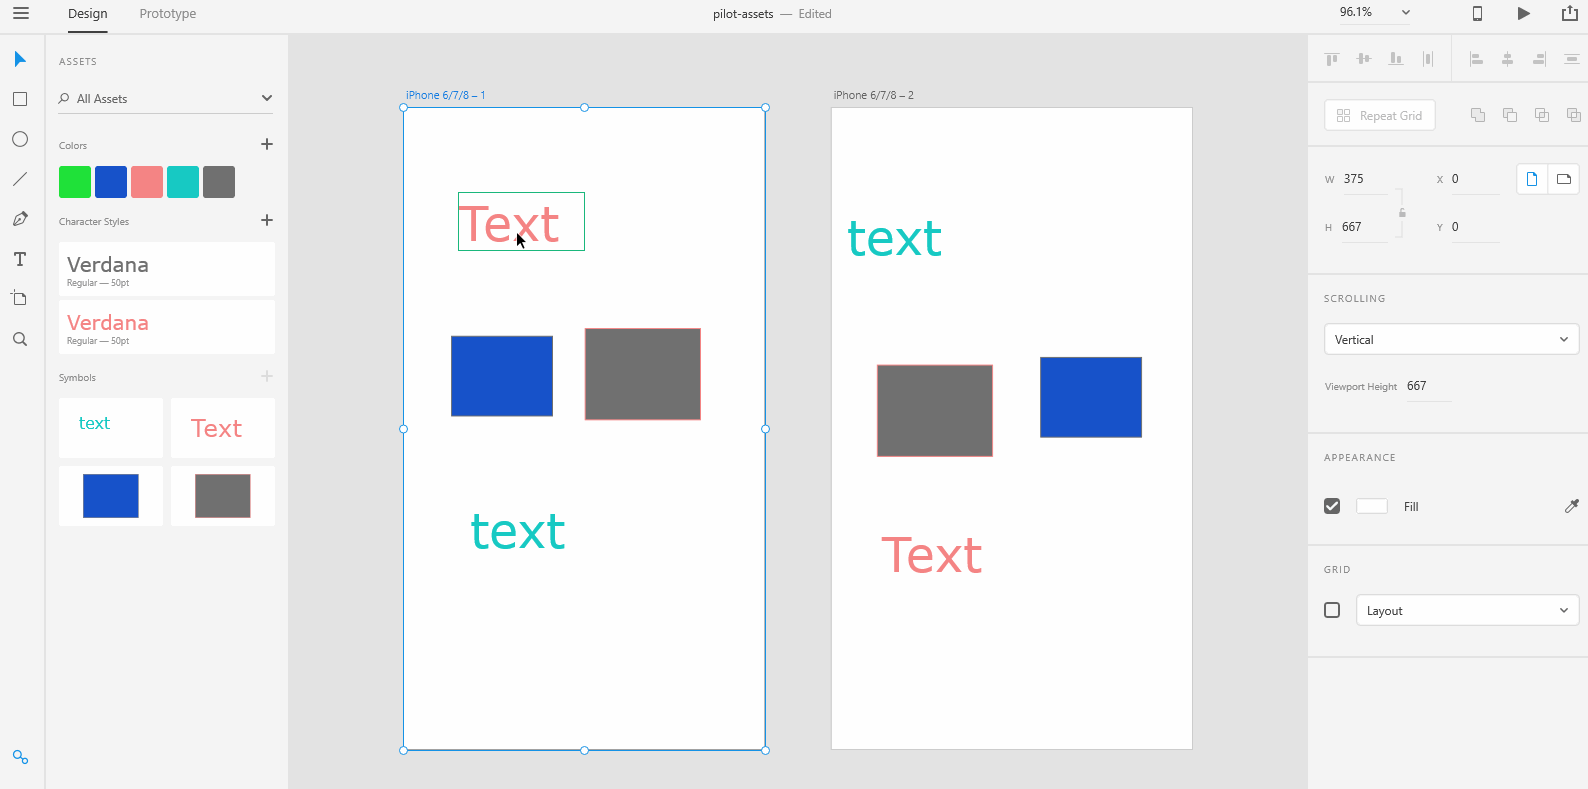 Design
Prototype
pilot-assets — Edited
96.1%
ASSETS
All Assets
Colors
Character Styles
Verdana
Regular — 50pt
Verdana
Regular — 50pt
Symbols
text
Text
iPhone 6/7/8 – 1
Text
text
iPhone 6/7/8 – 2
text
Text
Repeat Grid
W 375
X 0
H 667
Y 0
SCROLLING
Vertical
Viewport Height 667
APPEARANCE
Fill
GRID
Layout